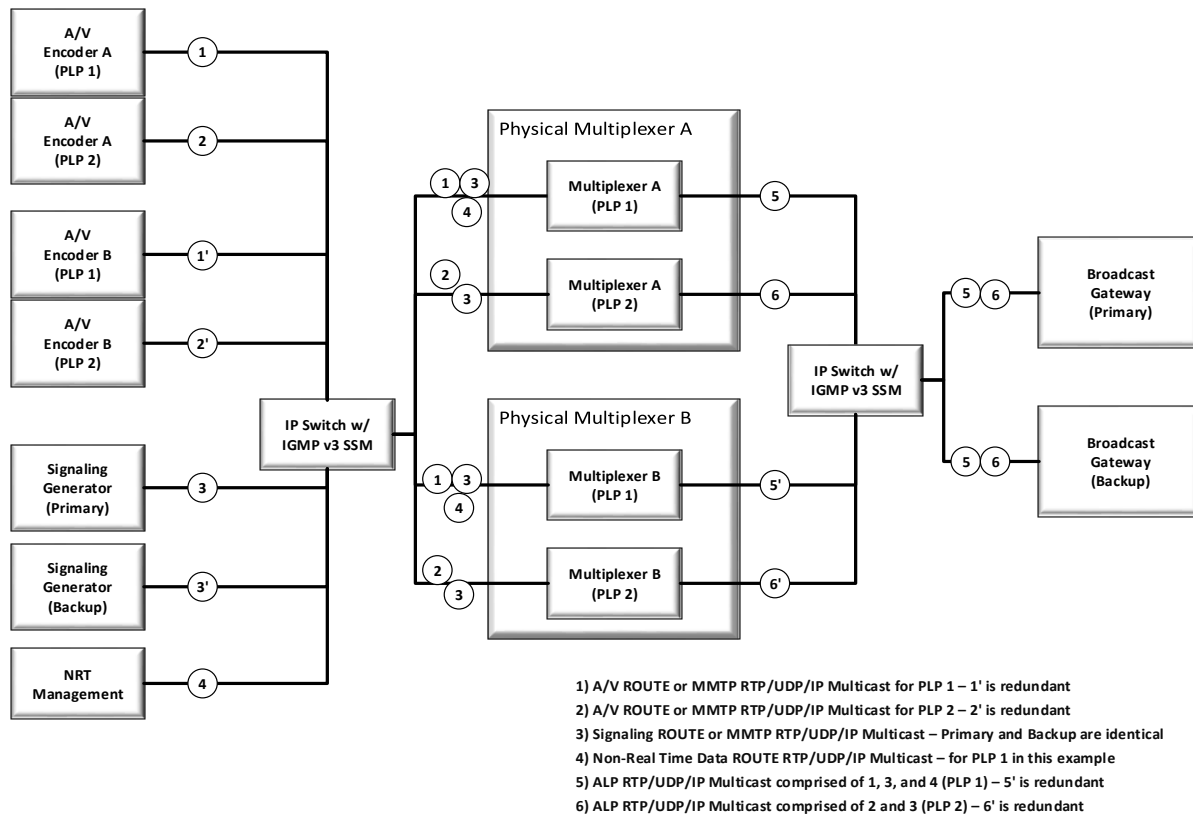 A/V
Encoder A
(PLP 1)
1
A/V
Encoder A
(PLP 2)
2
A/V
Encoder B
(PLP 1)
1'
A/V
Encoder B
(PLP 2)
2'
Signaling
Generator
(Primary)
3
Signaling
Generator
(Backup)
3'
NRT
Management
4
IP Switch w/
IGMP v3 SSM
Physical Multiplexer A
1 3
4
Multiplexer A
(PLP 1)
5
2
3
Multiplexer A
(PLP 2)
6
Physical Multiplexer B
1 3
4
Multiplexer B
(PLP 1)
5'
2
3
Multiplexer B
(PLP 2)
6'
IP Switch w/
IGMP v3 SSM
5 6
Broadcast
Gateway
(Primary)
5 6
Broadcast
Gateway
(Backup)
1) A/V ROUTE or MMTP RTP/UDP/IP Multicast for PLP 1 – 1' is redundant
2) A/V ROUTE or MMTP RTP/UDP/IP Multicast for PLP 2 – 2' is redundant
3) Signaling ROUTE or MMTP RTP/UDP/IP Multicast – Primary and Backup are identical
4) Non-Real Time Data ROUTE RTP/UDP/IP Multicast – for PLP 1 in this example
5) ALP RTP/UDP/IP Multicast comprised of 1, 3, and 4 (PLP 1) – 5' is redundant
6) ALP RTP/UDP/IP Multicast comprised of 2 and 3 (PLP 2) – 6' is redundant